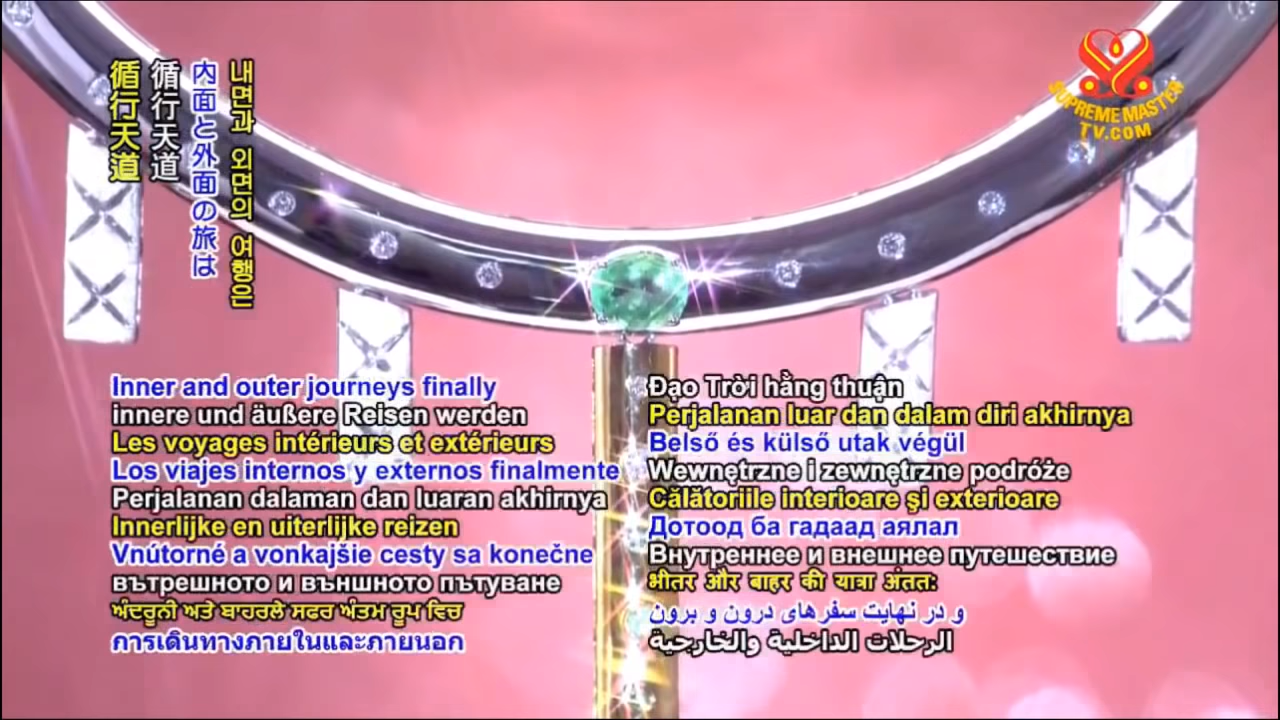 循行天道
循行天道
内面と外面の旅は
내면과 외면의 여행은
SUPREME MASTER
TV.COM
Inner and outer journeys finally
innere und äußere Reisen werden
Les voyages intérieurs et extérieurs
Los viajes internos y externos finalmente
Perjalanan dalaman dan luaran akhirnya
Innerlijke en uiterlijke reizen
Vnútorné a vonkajšie cesty sa konečne
вътрешното и външното пътуване
ਅੰਦਰੂਨੀ ਅਤੇ ਬਾਹਰਲੇ ਸਫਰ ਅੰਤਮ ਰੂਪ ਵਿਚ
การเดินทางภายในและภายนอก
Đạo Trời hằng thuận
Perjalanan luar dan dalam diri akhirnya
Belső és külső utak végül
Wewnętrzne i zewnętrzne podróże
Călătoriile interioare şi exterioare
Дотоод ба гадаад аялал
Внутреннее и внешнее путешествие
भीतर और बाहर की यात्रा अंततः
و در نهایت سفرهای درون و برون
الرحلات الداخلية والخارجية